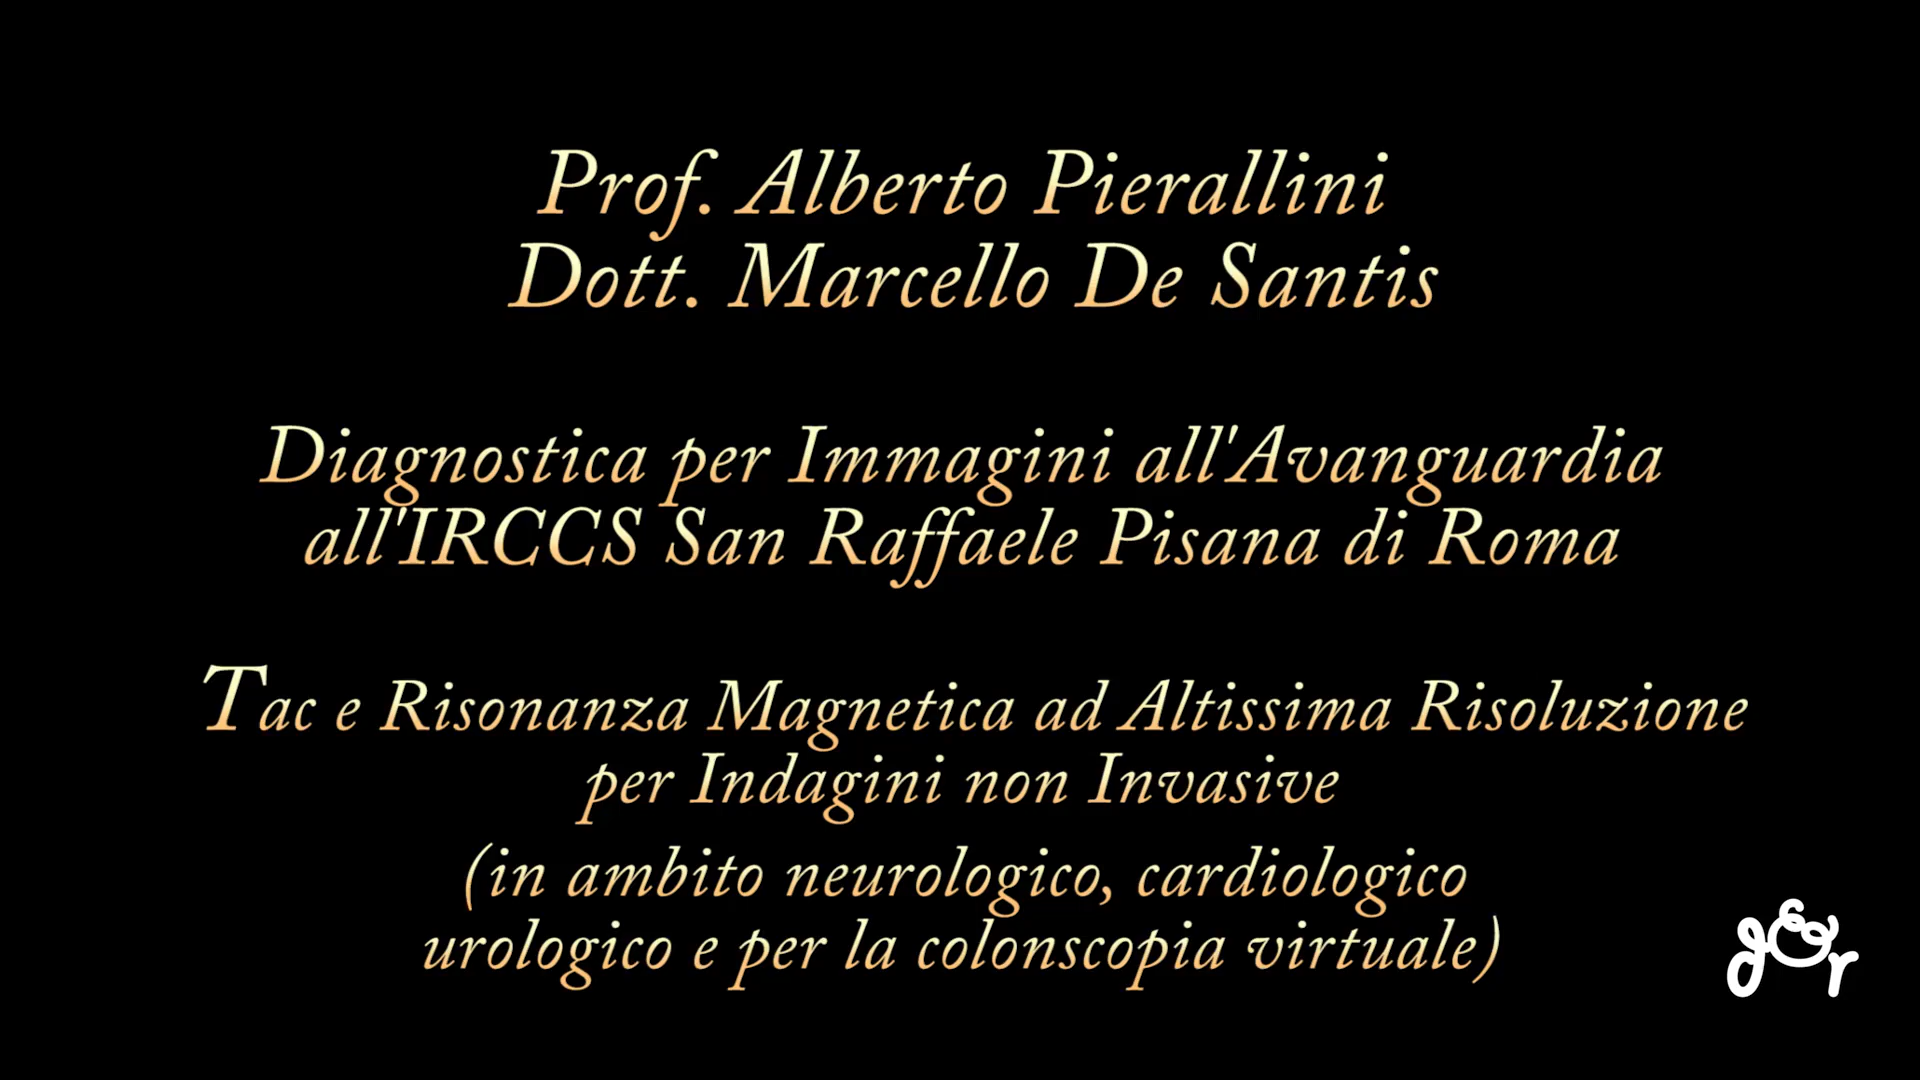 Prof. Alberto Pierallini
Dott. Marcello De Santis
Diagnostica per Immagini all'Avanguardia
all'IRCCS San Raffaele Pisana di Roma
Tac e Risonanza Magnetica ad Altissima Risoluzione
per Indagini non Invasive
(in ambito neurologico, cardiologico
urologico e per la colonscopia virtuale)
g&r